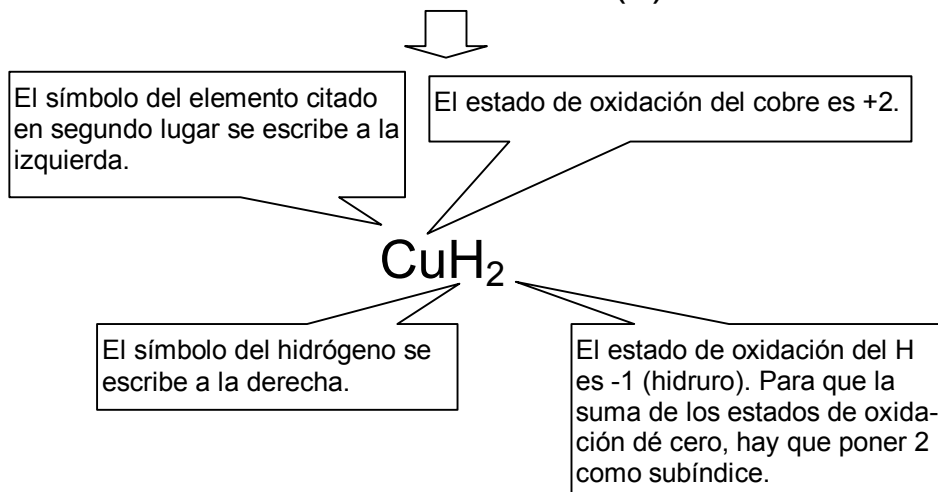 El símbolo del elemento citado
en segundo lugar se escribe a la
izquierda.
El estado de oxidación del cobre es +2.
CuH₂
El símbolo del hidrógeno se
escribe a la derecha.
El estado de oxidación del H
es -1 (hidruro). Para que la
suma de los estados de oxida-
ción dé cero, hay que poner 2
como subíndice.